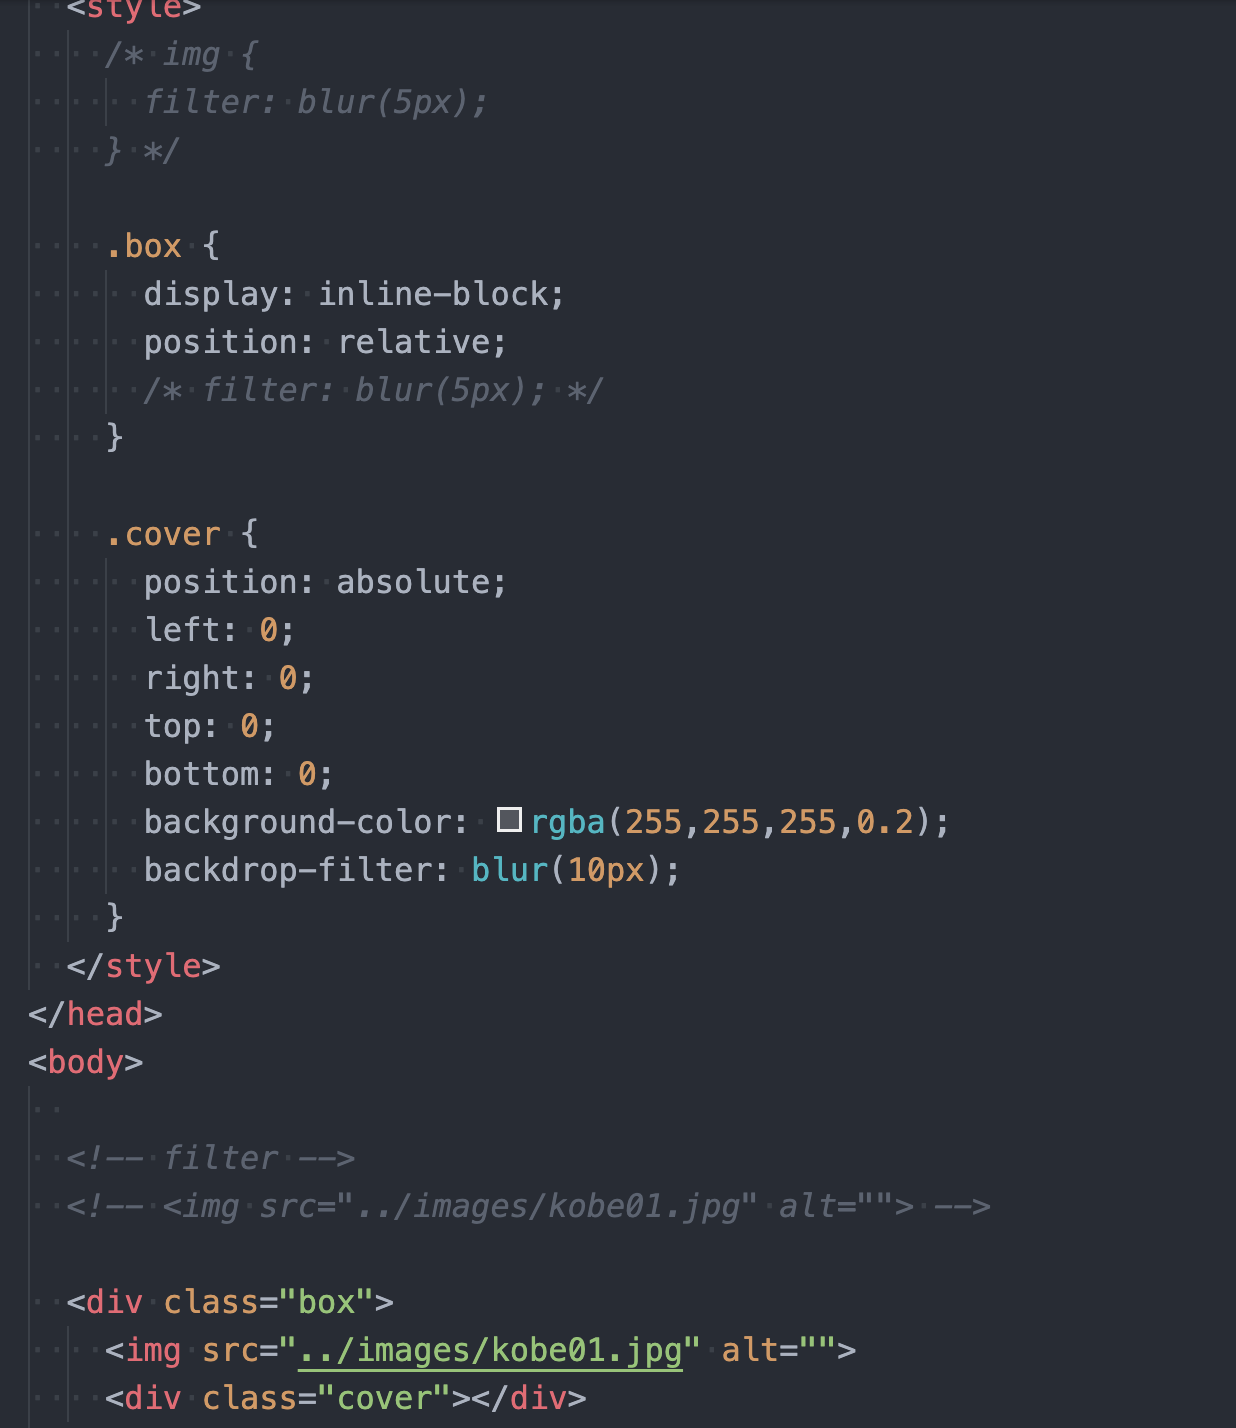 <style>
/* img {
filter: blur(5px);
} */
.box {
display: inline-block;
position: relative;
/* filter: blur(5px); */
}
.cover {
position: absolute;
left: 0;
right: 0;
top: 0;
bottom: 0;
background-color: rgba(255,255,255,0.2);
backdrop-filter: blur(10px);
}
</style>
</head>
<body>
<!-- filter -->
<!-- <img src="../images/kobe01.jpg" alt=""> -->
<div class="box">
<img src="../images/kobe01.jpg" alt="">
<div class="cover"></div>